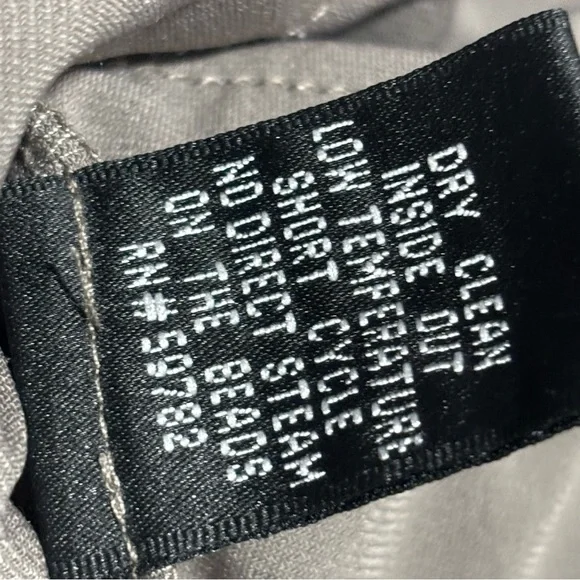 DRY CLEAN
INSIDE OUT
LOW TEMPERATURE
SHORT CYCLE
NO DIRECT STEAM
ON THE BEADS
RN#59782